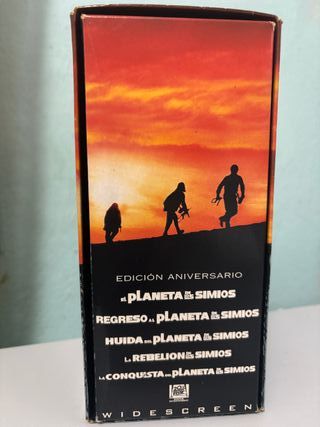 EDICIÓN ANIVERSARIO
EL PLANETA DE LOS SIMIOS
REGRESO AL PLANETA DE LOS SIMIOS
HUIDA DEL PLANETA DE LOS SIMIOS
LA REBELION DE LOS SIMIOS
LA CONQUISTA DEL PLANETA DE LOS SIMIOS
WIDESCREEN